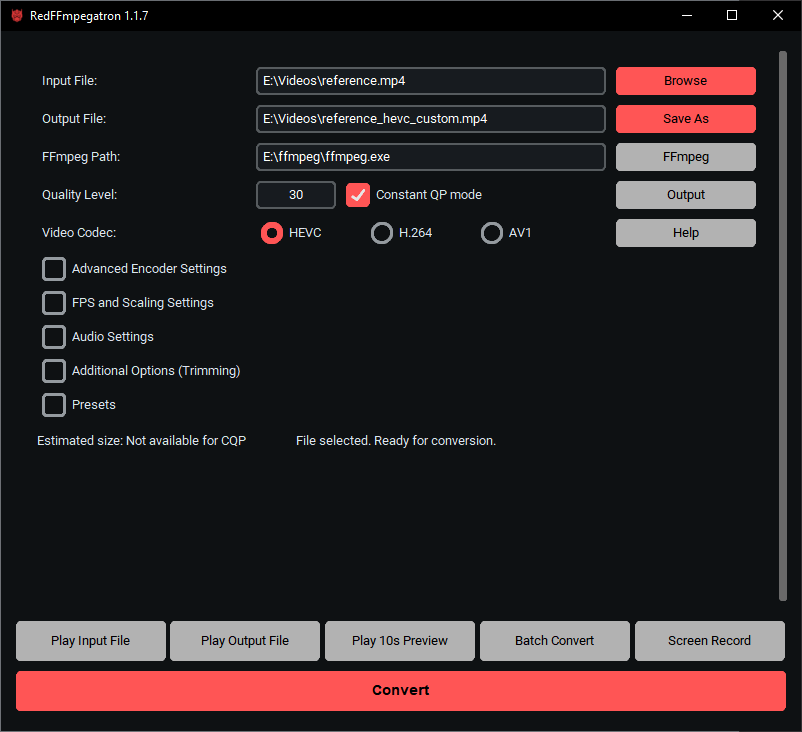 RedFFmpegatron 1.1.7
Input File: E:\Videos\reference.mp4 Browse
Output File: E:\Videos\reference_hevc_custom.mp4 Save As
FFmpeg Path: E:\ffmpeg\ffmpeg.exe FFmpeg
Quality Level: 30 Constant QP mode Output
Video Codec: HEVC H.264 AV1 Help
Advanced Encoder Settings
FPS and Scaling Settings
Audio Settings
Additional Options (Trimming)
Presets
Estimated size: Not available for CQP File selected. Ready for conversion.
Play Input File Play Output File Play 10s Preview Batch Convert Screen Record
Convert